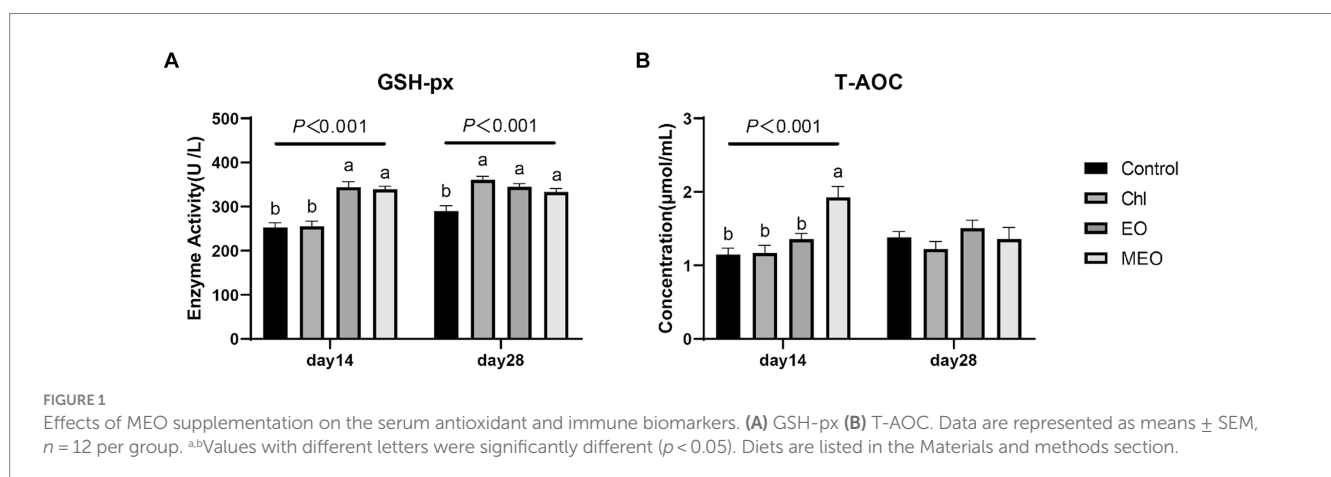 A
GSH-px
Enzyme Activity(U /L)
500
400
300
200
100
0
P<0.001
P<0.001
b
b
a
a
b
a
a
a
day14
day28
B
T-AOC
Concentration(μmol/mL)
3
2
1
0
P<0.001
b
b
b
a
day14
day28
Control
Chl
EO
MEO
FIGURE 1
Effects of MEO supplementation on the serum antioxidant and immune biomarkers. (A) GSH-px (B) T-AOC. Data are represented as means ± SEM,
n = 12 per group. a,bValues with different letters were significantly different (p < 0.05). Diets are listed in the Materials and methods section.